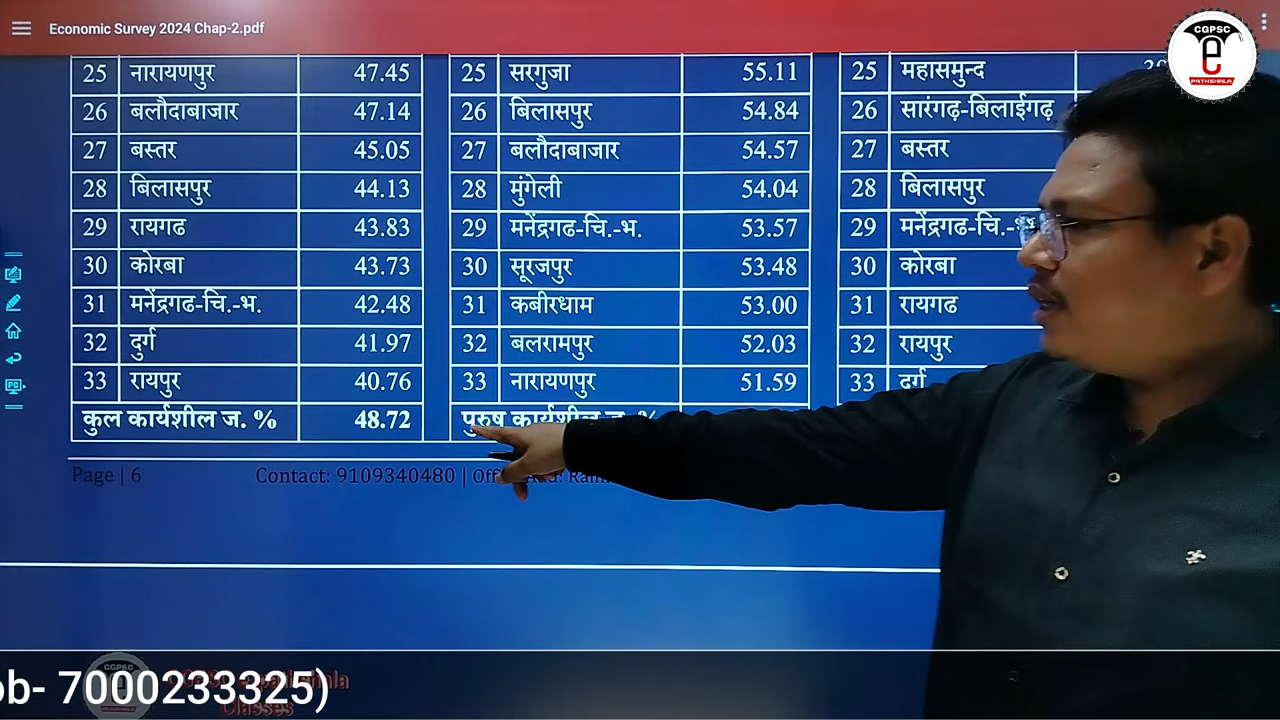 Economic Survey 2024 Chap-2.pdf
CGPSC
e
PATHSHALA
25 नारायणपुर 47.45 25 सरगुजा 55.11 25 महासमुन्द
26 बलौदाबाजार 47.14 26 बिलासपुर 54.84 26 सारंगढ़-बिलाईगढ़
27 बस्तर 45.05 27 बलौदाबाजार 54.57 27 बस्तर
28 बिलासपुर 44.13 28 मुंगेली 54.04 28 बिलासपुर
29 रायगढ 43.83 29 मनेंद्रगढ-चि.-भ. 53.57 29 मनेंद्रगढ-चि.-
30 कोरबा 43.73 30 सूरजपुर 53.48 30 कोरबा
31 मनेंद्रगढ-चि.-भ. 42.48 31 कबीरधाम 53.00 31 रायगढ
32 दुर्ग 41.97 32 बलरामपुर 52.03 32 रायपुर
33 रायपुर 40.76 33 नारायणपुर 51.59 33 दुर्ग
कुल कार्यशील ज. % 48.72 पुरुष कार्यशील ज. %
Page | 6 Contact: 9109340480 |
ob- 7000233325)
CGPSC
Classes